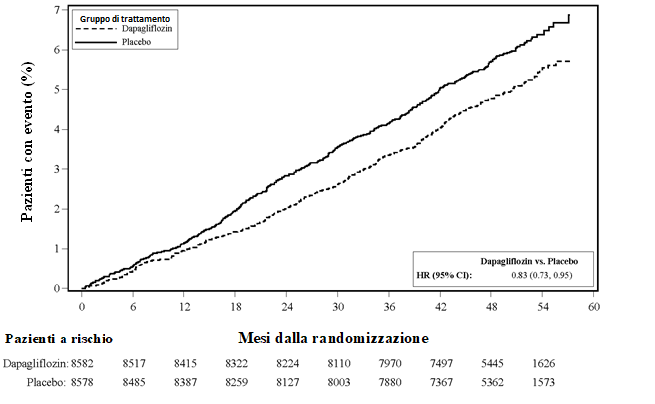 7
Gruppo di trattamento
Dapagliflozin
Placebo
6
5
4
3
2
1
0
Pazienti con evento (%)
Dapagliflozin vs. Placebo
HR (95% CI): 0.83 (0.73, 0.95)
0 6 12 18 24 30 36 42 48 54 60
Pazienti a rischio Mesi dalla randomizzazione
Dapagliflozin: 8582 8517 8415 8322 8224 8110 7970 7497 5445 1626
Placebo: 8578 8485 8387 8259 8127 8003 7880 7367 5362 1573